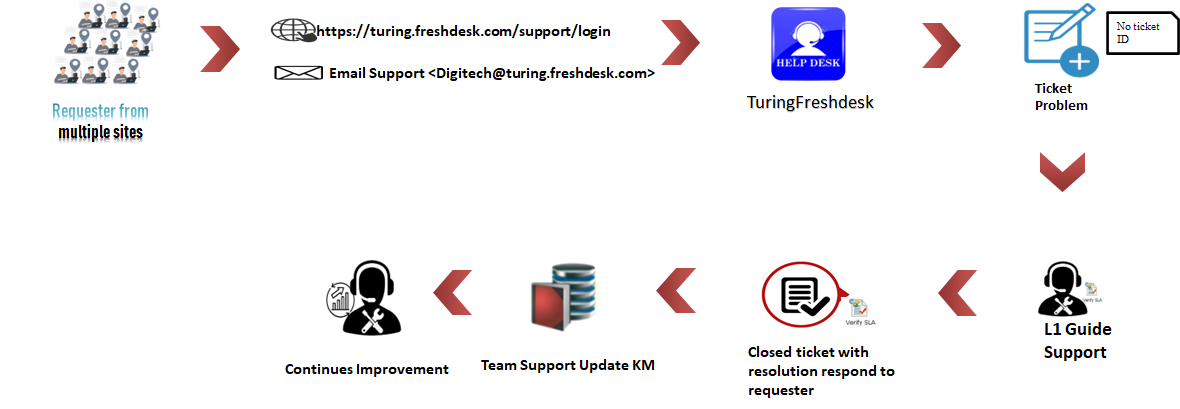 https://turing.freshdesk.com/support/login
Email Support <Digitech@turing.freshdesk.com>
Requester from
multiple sites
HELP DESK
TuringFreshdesk
No ticket
ID
Ticket
Problem
Verify SLA
L1 Guide
Support
Verify SLA
Closed ticket with
resolution respond to
requester
Team Support Update KM
Continues Improvement